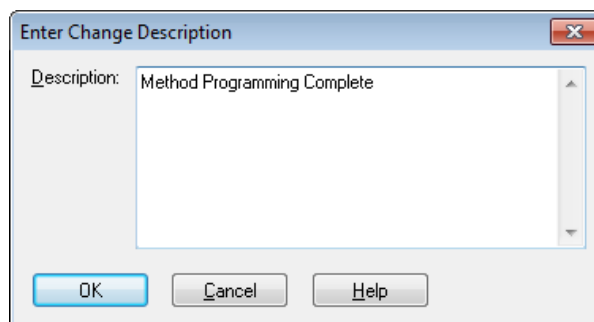 Enter Change Description
Description: Method Programming Complete
OK Cancel Help